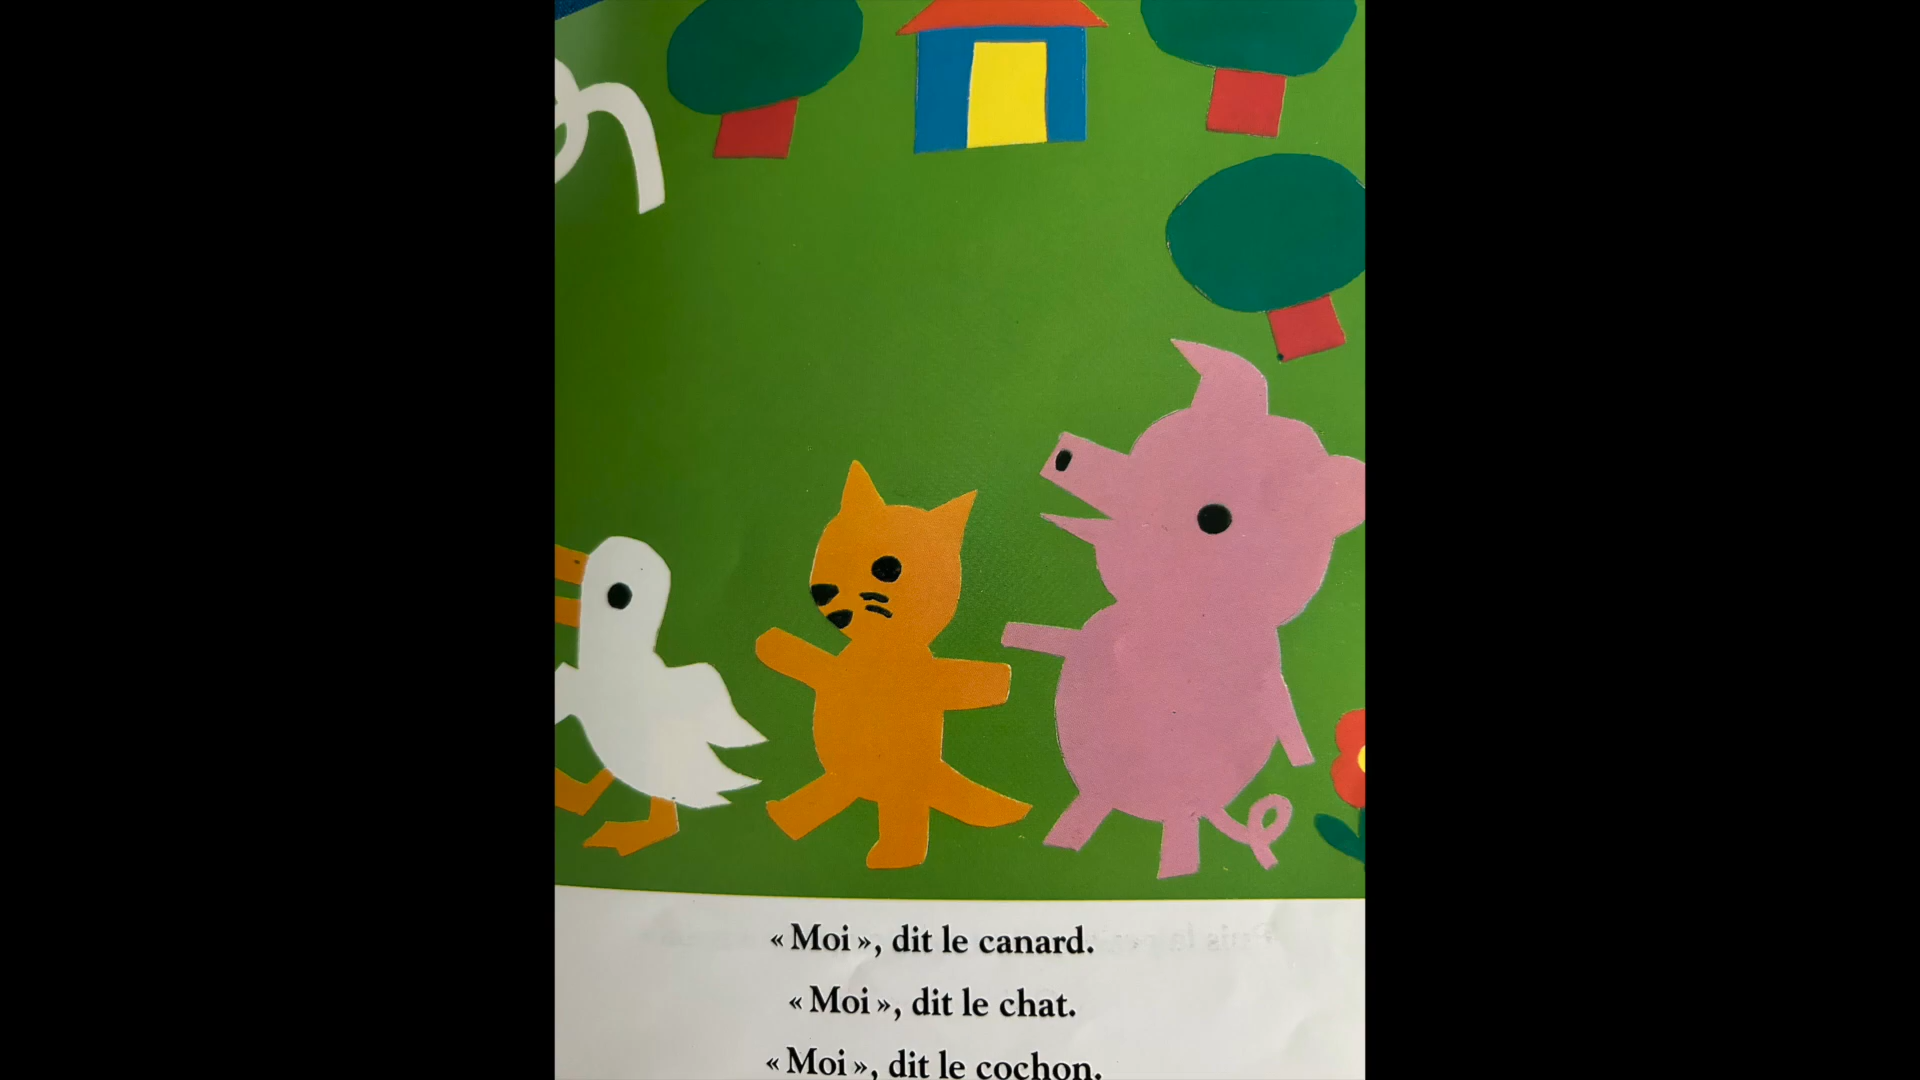 « Moi », dit le canard.
« Moi », dit le chat.
« Moi », dit le cochon.